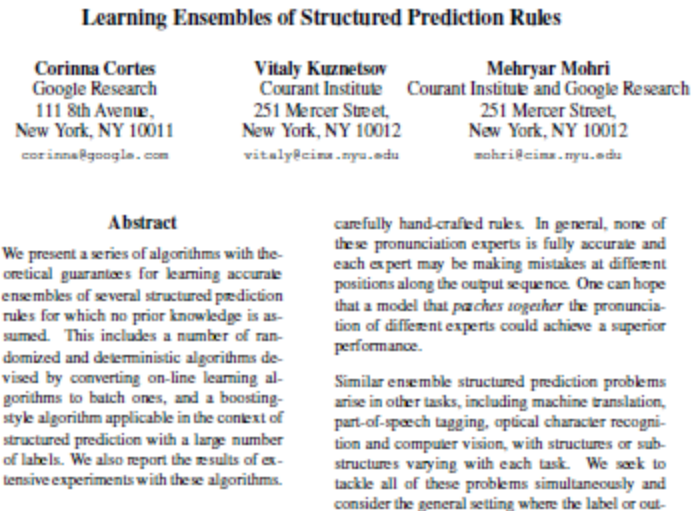 Learning Ensembles of Structured Prediction Rules
Corinna Cortes
Google Research
111 8th Avenue,
New York, NY 10011
corinna@google.com
Vitaly Kuznetsov
Courant Institute
251 Mercer Street,
New York, NY 10012
vitaly@cims.nyu.edu
Mehryar Mohri
Courant Institute and Google Research
251 Mercer Street,
New York, NY 10012
mohri@cims.nyu.edu
Abstract
We present a series of algorithms with the-
oretical guarantees for learning accurate
ensembles of several structured prediction
rules for which no prior knowledge is as-
sumed. This includes a number of ran-
domized and deterministic algorithms de-
vised by converting on-line learning al-
gorithms to batch ones, and a boosting-
style algorithm applicable in the context of
structured prediction with a large number
of labels. We also report the results of ex-
tensive experiments with these algorithms.
carefully hand-crafted rules. In general, none of
these pronunciation experts is fully accurate and
each expert may be making mistakes at different
positions along the output sequence. One can hope
that a model that patches together the pronuncia-
tion of different experts could achieve a superior
performance.
Similar ensemble structured prediction problems
arise in other tasks, including machine translation,
part-of-speech tagging, optical character recogni-
tion and computer vision, with structures or sub-
structures varying with each task. We seek to
tackle all of these problems simultaneously and
consider the general setting where the label or out-